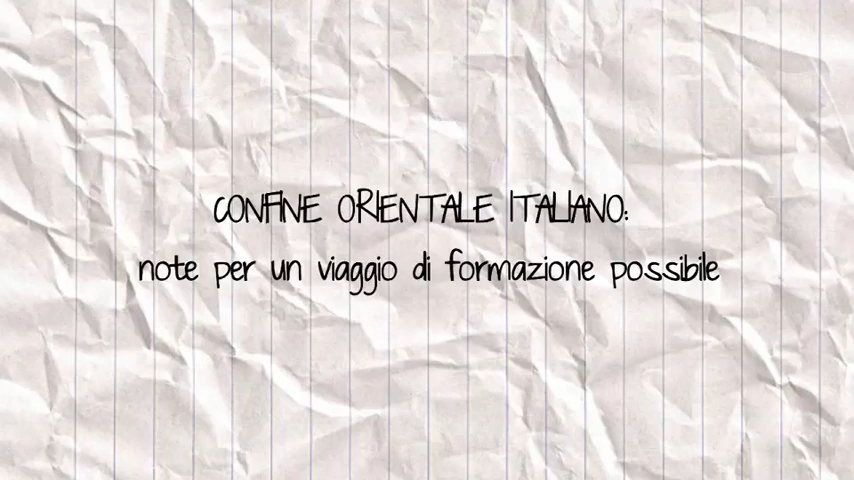 CONFINE ORIENTALE ITALIANO:
note per un viaggio di formazione possibile